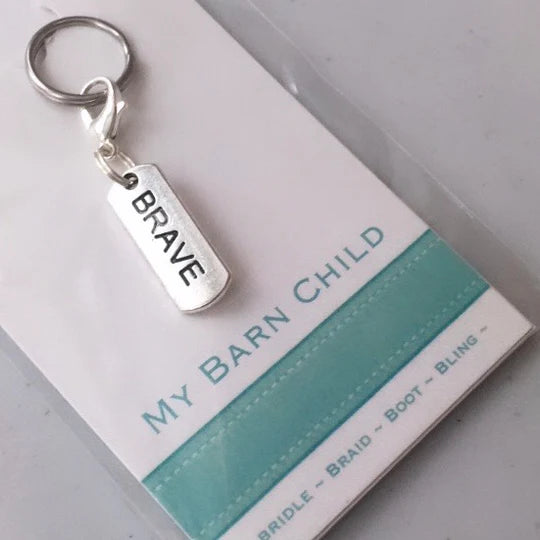 BRAVE
MY BARN CHILD
BRIDLE ~ BRAID ~ BOOT ~ BLING ~